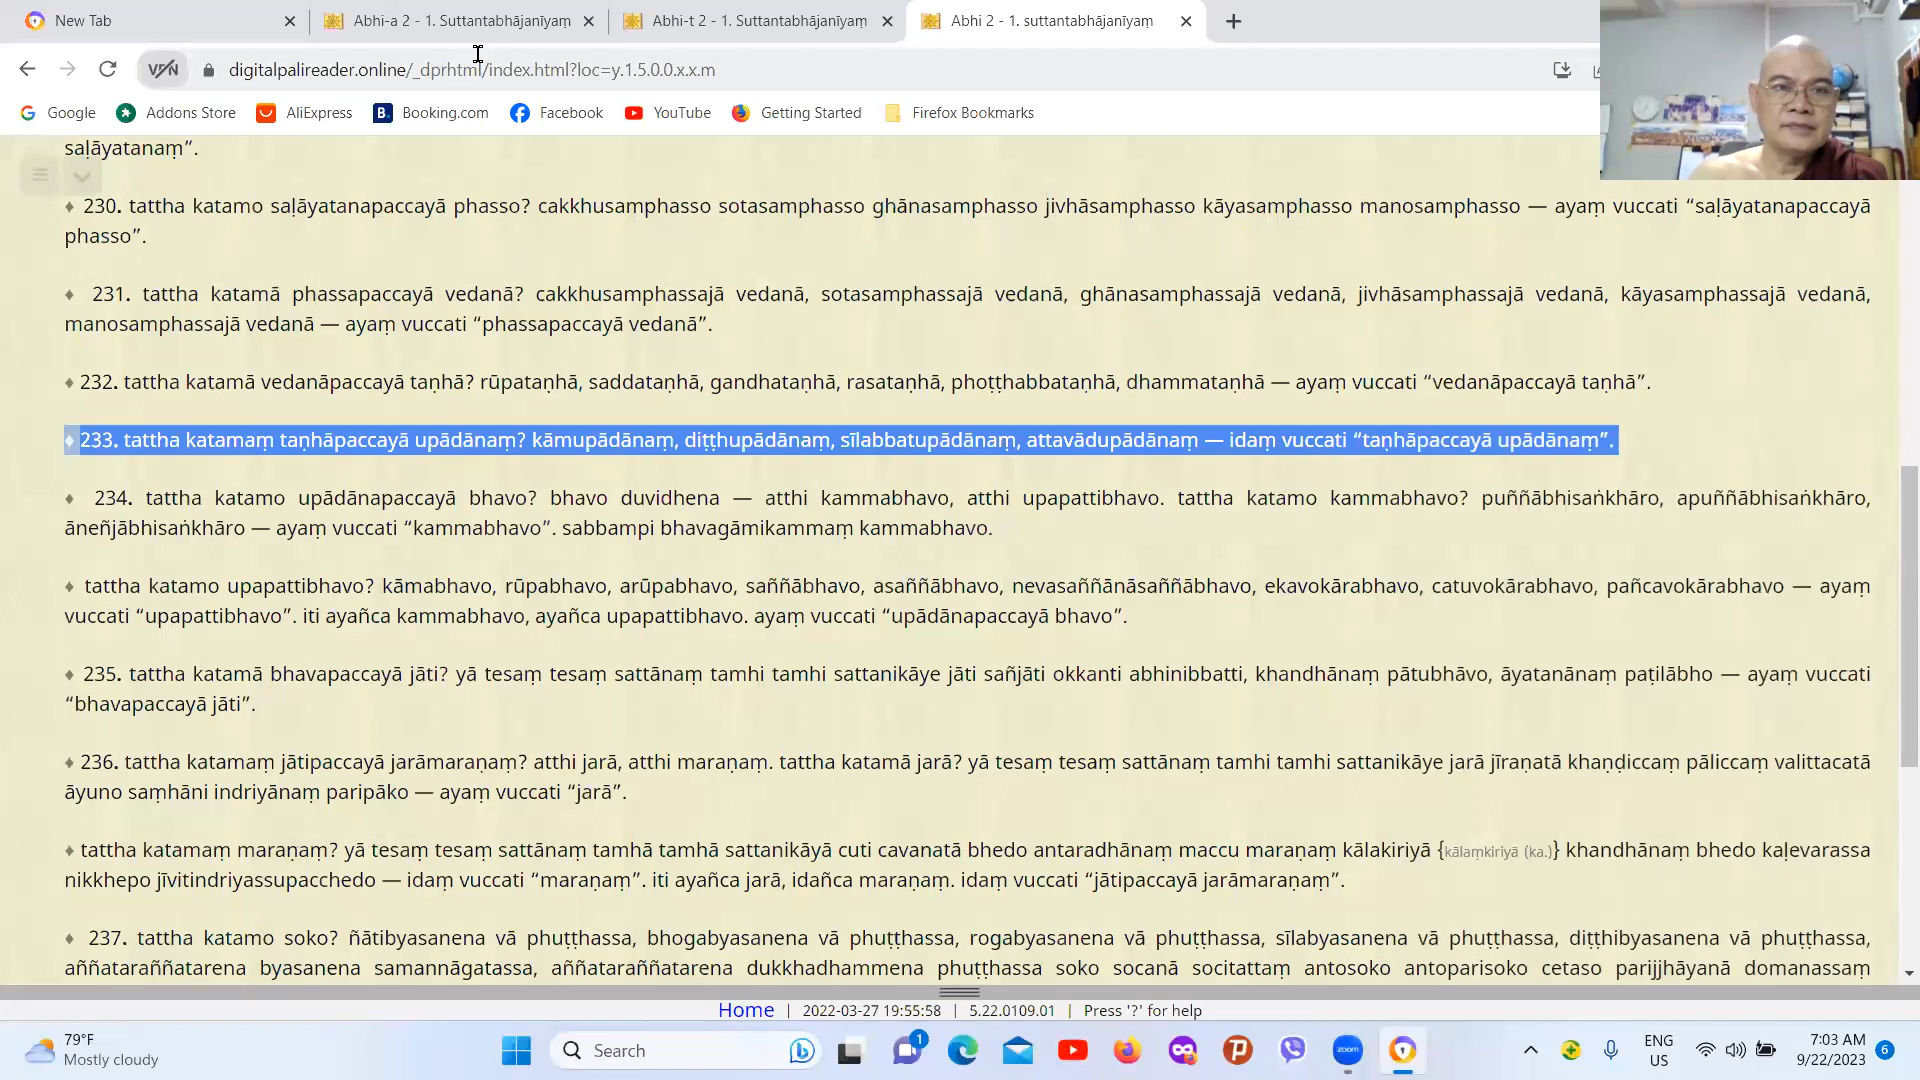 New Tab
Abhi-a 2 - 1. Suttantabhājanīyaṃ
Abhi-t 2 - 1. Suttantabhājanīyaṃ
Abhi 2 - 1. suttantabhājanīyaṃ
VPN
digitalpalireader.online/_dprhtml/index.html?loc=y.1.5.0.0.x.x.m
Google
Addons Store
AliExpress
B. Booking.com
Facebook
YouTube
Getting Started
Firefox Bookmarks
saḷāyatanaṃ”.
♦ 230. tattha katamo saḷāyatanapaccayā phasso? cakkhusamphasso sotasamphasso ghānasamphasso jivhāsamphasso kāyasamphasso manosamphasso — ayaṃ vuccati “saḷāyatanapaccayā
phasso”.
♦ 231. tattha katamā phassapaccayā vedanā? cakkhusamphassajā vedanā, sotasamphassajā vedanā, ghānasamphassajā vedanā, jivhāsamphassajā vedanā, kāyasamphassajā vedanā,
manosamphassajā vedanā — ayaṃ vuccati “phassapaccayā vedanā”.
♦ 232. tattha katamā vedanāpaccayā taṇhā? rūpataṇhā, saddataṇhā, gandhataṇhā, rasataṇhā, phoṭṭhabbataṇhā, dhammataṇhā — ayaṃ vuccati “vedanāpaccayā taṇhā”.
♦ 233. tattha katamaṃ taṇhāpaccayā upādānaṃ? kāmupādānaṃ, diṭṭhupādānaṃ, sīlabbatupādānaṃ, attavādupādānaṃ — idaṃ vuccati “taṇhāpaccayā upādānaṃ”.
♦ 234. tattha katamo upādānapaccayā bhavo? bhavo duvidhena — atthi kammabhavo, atthi upapattibhavo. tattha katamo kammabhavo? puññābhisaṅkhāro, apuññābhisaṅkhāro,
āneñjābhisaṅkhāro — ayaṃ vuccati “kammabhavo”. sabbampi bhavagāmikammaṃ kammabhavo.
♦ tattha katamo upapattibhavo? kāmabhavo, rūpabhavo, arūpabhavo, saññābhavo, asaññābhavo, nevasaññānāsaññābhavo, ekavokārabhavo, catuvokārabhavo, pañcavokārabhavo — ayaṃ
vuccati “upapattibhavo”. iti ayañca kammabhavo, ayañca upapattibhavo. ayaṃ vuccati “upādānapaccayā bhavo”.
♦ 235. tattha katamā bhavapaccayā jāti? yā tesaṃ tesaṃ sattānaṃ tamhi tamhi sattanikāye jāti sañjāti okkanti abhinibbatti, khandhānaṃ pātubhāvo, āyatanānaṃ paṭilābho — ayaṃ vuccati
“bhavapaccayā jāti”.
♦ 236. tattha katamaṃ jātipaccayā jarāmaraṇaṃ? atthi jarā, atthi maraṇaṃ. tattha katamā jarā? yā tesaṃ tesaṃ sattānaṃ tamhi tamhi sattanikāye jarā jīraṇatā khaṇḍiccaṃ pāliccaṃ valittacatā
āyuno saṃhāni indriyānaṃ paripāko — ayaṃ vuccati “jarā”.
♦ tattha katamaṃ maraṇaṃ? yā tesaṃ tesaṃ sattānaṃ tamhā tamhā sattanikāyā cuti cavanatā bhedo antaradhānaṃ maccu maraṇaṃ kālakiriyā {kālaṃkiriyā (ka.)} khandhānaṃ bhedo kaḷevarassa
nikkhepo jīvitindriyassupacchedo — idaṃ vuccati “maraṇaṃ”. iti ayañca jarā, idañca maraṇaṃ. idaṃ vuccati “jātipaccayā jarāmaraṇaṃ”.
♦ 237. tattha katamo soko? ñātibyasanena vā phuṭṭhassa, bhogabyasanena vā phuṭṭhassa, rogabyasanena vā phuṭṭhassa, sīlabyasanena vā phuṭṭhassa, diṭṭhibyasanena vā phuṭṭhassa,
aññataraññatarena byasanena samannāgatassa, aññataraññatarena dukkhadhammena phuṭṭhassa soko socanā socitattaṃ antosoko antoparisoko cetaso parijjhāyanā domanassaṃ
Home | 2022-03-27 19:55:58 | 5.22.0109.01 | Press '?' for help
79°F
Mostly cloudy
Search
1
zoom
ENG
US
7:03 AM
9/22/2023
6